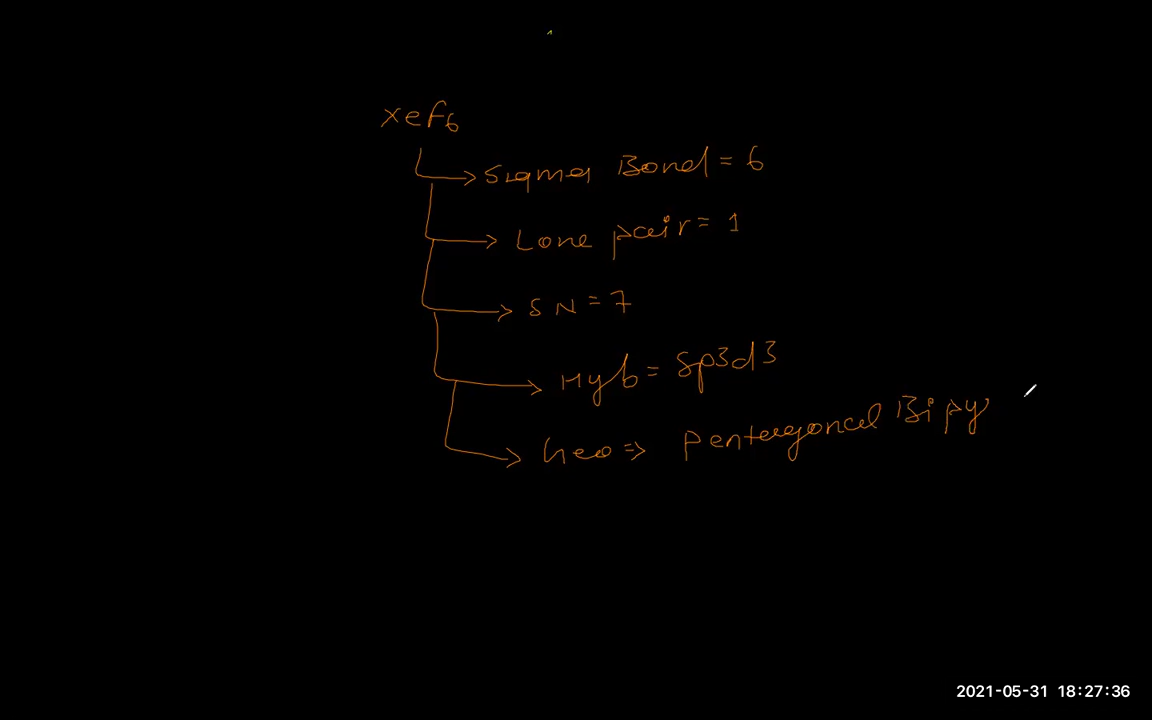 XeF6
Sigma Bond = 6
Lone pair = 1
SN = 7
Hyb = Sp3d3
Geo => Pentagonal Bipy
2021-05-31 18:27:36